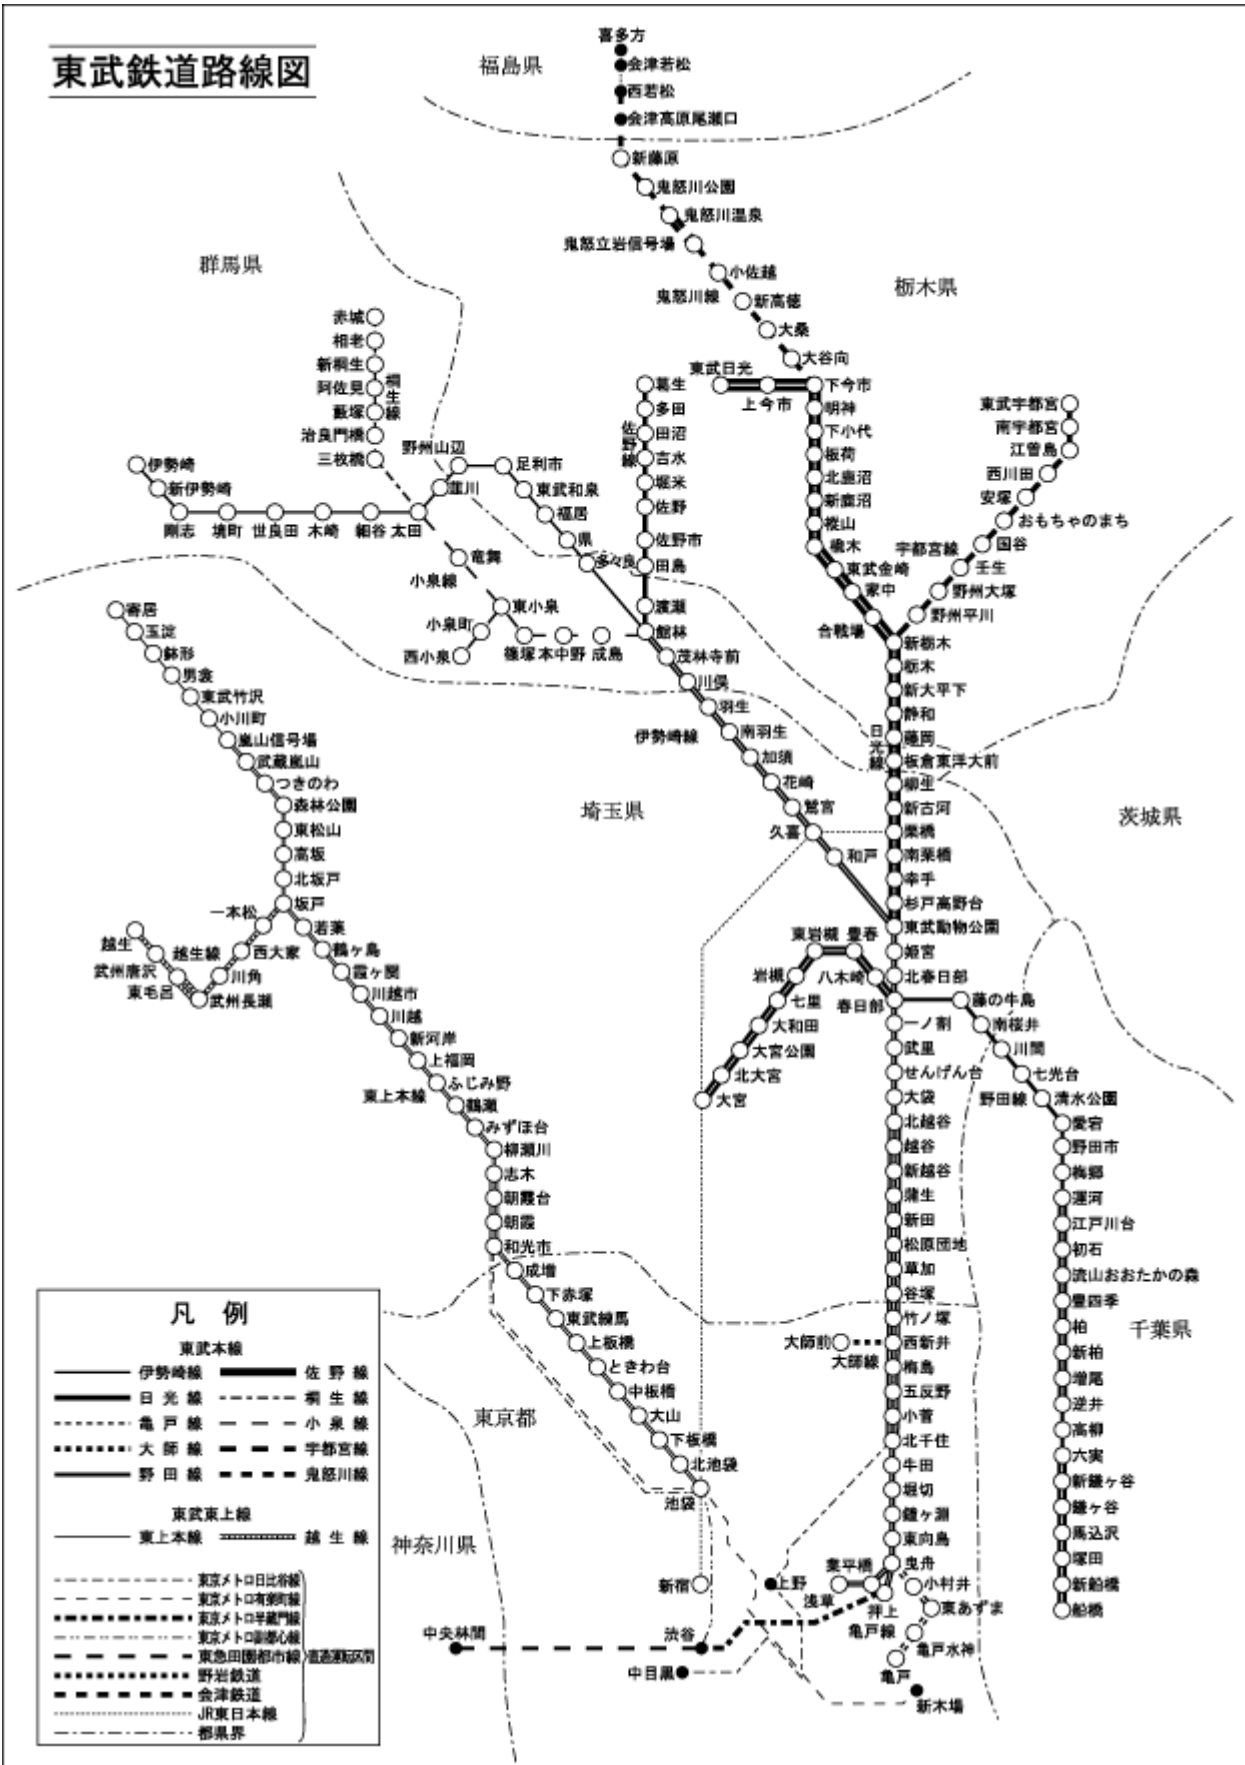 東武鉄道路線図
福島県
群馬県
栃木県
埼玉県
茨城県
千葉県
東京都
神奈川県
喜多方
会津若松
西若松
会津高原尾瀬口
新藤原
鬼怒川公園
鬼怒川温泉
鬼怒立岩信号場
小佐越
鬼怒川線
新高徳
大桑
大谷向
東武日光
上今市
下今市
明神
下小代
板荷
北鹿沼
新鹿沼
樅山
楡木
東武金崎
家中
合戦場
新栃木
栃木
新大平下
静和
藤岡
日光線
板倉東洋大前
柳生
新古河
栗橋
南栗橋
幸手
杉戸高野台
東武動物公園
姫宮
北春日部
春日部
東武宇都宮
南宇都宮
江曽島
西川田
安塚
おもちゃのまち
国谷
宇都宮線
壬生
野州大塚
野州平川
赤城
相老
新桐生
阿佐見
藪塚
治良門橋
三枚橋
桐生線
伊勢崎
新伊勢崎
剛志
境町
世良田
木崎
細谷
太田
韮川
野州山辺
足利市
東武和泉
福居
県
多々良
葛生
多田
田沼
吉水
堀米
佐野
佐野市
田島
渡瀬
館林
佐野線
竜舞
小泉線
東小泉
小泉町
西小泉
篠塚
本中野
成島
茂林寺前
川俣
羽生
南羽生
伊勢崎線
加須
花崎
鷲宮
久喜
和戸
寄居
玉淀
鉢形
男衾
東武竹沢
小川町
嵐山信号場
武蔵嵐山
つきのわ
森林公園
東松山
高坂
北坂戸
坂戸
一本松
西大家
川角
武州長瀬
東毛呂
武州唐沢
越生
越生線
若葉
鶴ヶ島
霞ヶ関
川越市
川越
新河岸
上福岡
ふじみ野
東上本線
鶴瀬
みずほ台
柳瀬川
志木
朝霞台
朝霞
和光市
成増
下赤塚
東武練馬
上板橋
ときわ台
中板橋
大山
下板橋
北池袋
池袋
東岩槻
豊春
八木崎
岩槻
七里
大和田
大宮公園
北大宮
大宮
藤の牛島
南桜井
川間
七光台
野田線
清水公園
愛宕
野田市
梅郷
運河
江戸川台
初石
流山おおたかの森
豊四季
柏
新柏
増尾
逆井
高柳
六実
新鎌ヶ谷
鎌ヶ谷
馬込沢
塚田
新船橋
船橋
一ノ割
武里
せんげん台
大袋
北越谷
越谷
新越谷
蒲生
新田
松原団地
草加
谷塚
竹ノ塚
大師前
大師線
西新井
梅島
五反野
小菅
北千住
牛田
堀切
鐘ヶ淵
東向島
曳舟
業平橋
浅草
押上
小村井
東あずま
亀戸線
亀戸水神
亀戸
上野
新宿
渋谷
中央林間
中目黒
新木場
凡 例
東武本線
伊勢崎線
佐 野 線
日 光 線
桐 生 線
亀 戸 線
小 泉 線
大 師 線
宇都宮線
野 田 線
鬼怒川線
東武東上線
東上本線
越 生 線
東京メトロ日比谷線
東京メトロ有楽町線
東京メトロ半蔵門線
東京メトロ副都心線
東急田園都市線
直通運転区間
野岩鉄道
会津鉄道
JR東日本線
都県界